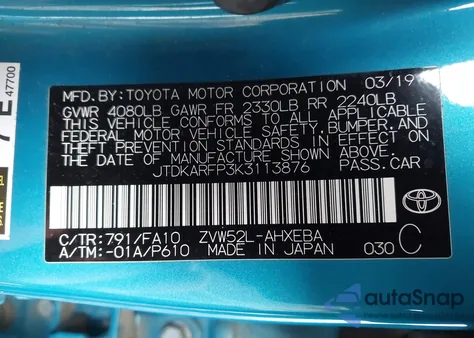 MFD. BY: TOYOTA MOTOR CORPORATION 03/19
GVWR 4080LB GAWR FR 2330LB RR 2240LB
THIS VEHICLE CONFORMS TO ALL APPLICABLE
FEDERAL MOTOR VEHICLE SAFETY, BUMPER, AND
THEFT PREVENTION STANDARDS IN EFFECT ON
THE DATE OF MANUFACTURE SHOWN ABOVE.
JTDKARFP3K3113876 PASS.CAR
C/TR: 791/FA10 ZVW52L-AHXEBA
A/TM: -01A/P610 MADE IN JAPAN 030 C
TOYOTA
47700
autoSnap